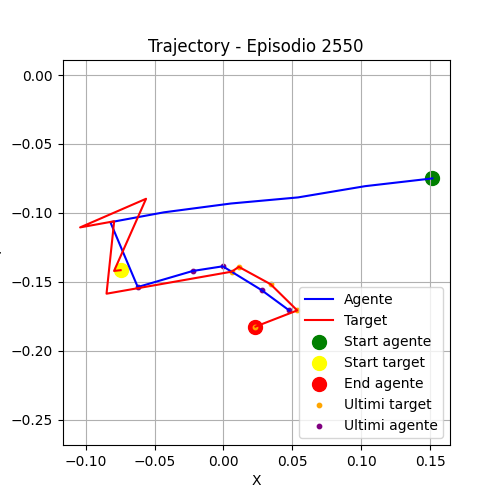 Trajectory - Episodio 2550
0.00
−0.05
−0.10
−0.15
−0.20
−0.25
−0.10
−0.05
0.00
0.05
0.10
0.15
X
Agente
Target
Start agente
Start target
End agente
Ultimi target
Ultimi agente